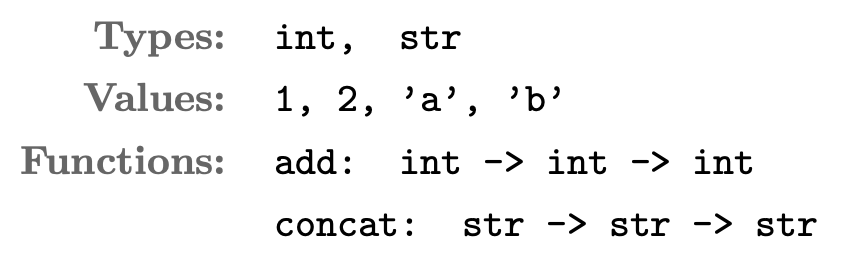 Types: int, str
Values: 1, 2, ’a’, ’b’
Functions: add: int -> int -> int
concat: str -> str -> str